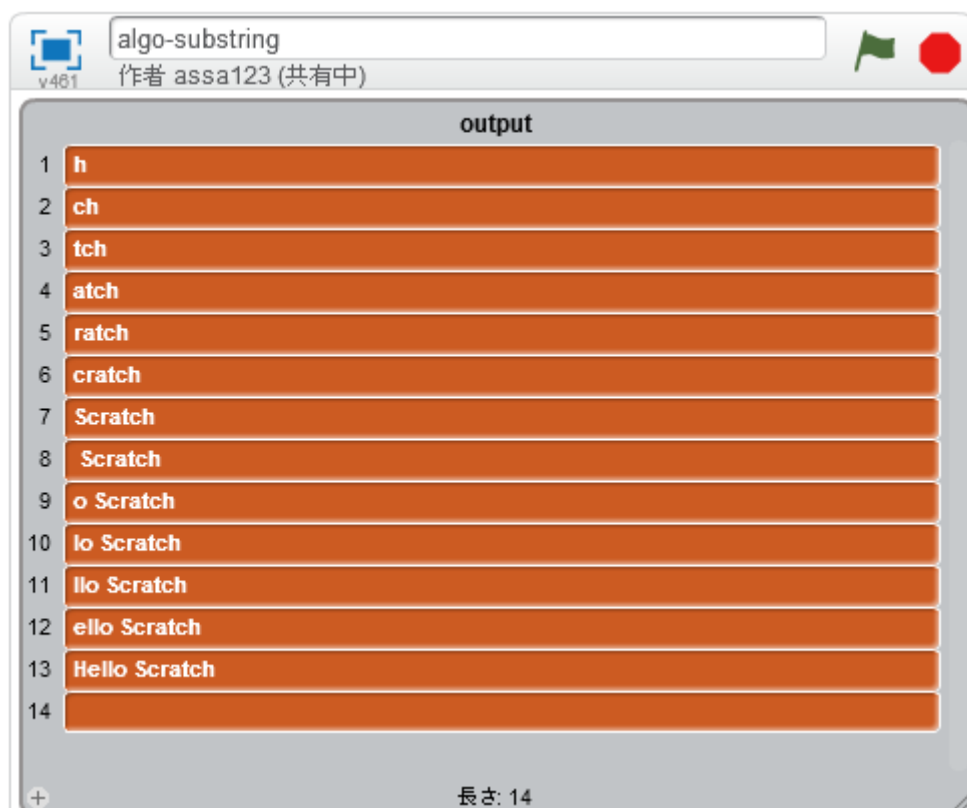 algo-substring
v461
作者 assa123 (共有中)
output
1 h
2 ch
3 tch
4 atch
5 ratch
6 cratch
7 Scratch
8  Scratch
9 o Scratch
10 lo Scratch
11 llo Scratch
12 ello Scratch
13 Hello Scratch
14
+ 長さ: 14